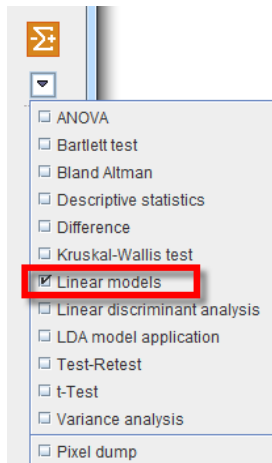 ANOVA
Bartlett test
Bland Altman
Descriptive statistics
Difference
Kruskal-Wallis test
Linear models
Linear discriminant analysis
LDA model application
Test-Retest
t-Test
Variance analysis
Pixel dump